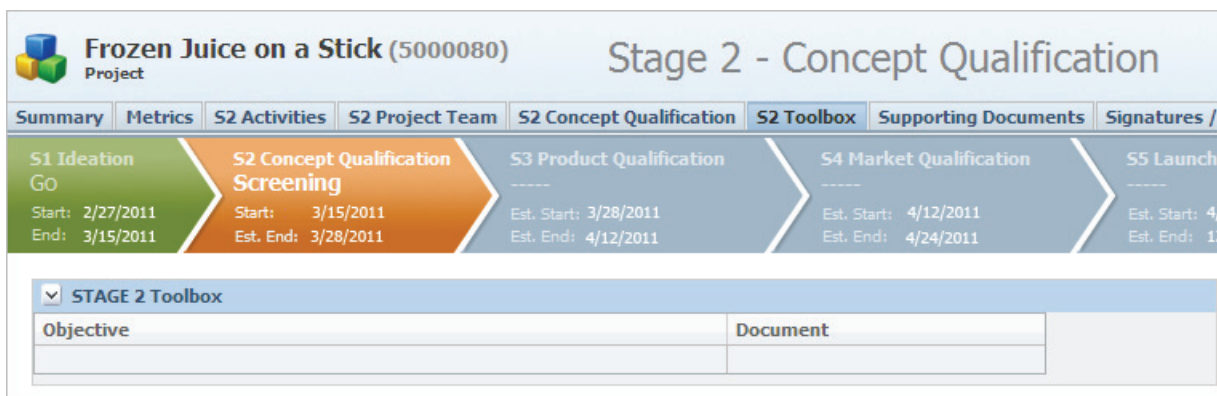 Frozen Juice on a Stick (5000080)
Project
Stage 2 - Concept Qualification
Summary Metrics S2 Activities S2 Project Team S2 Concept Qualification S2 Toolbox Supporting Documents Signatures /
S1 Ideation
Go
Start: 2/27/2011
End: 3/15/2011
S2 Concept Qualification
Screening
Start: 3/15/2011
Est. End: 3/28/2011
S3 Product Qualification
-----
Est. Start: 3/28/2011
Est. End: 4/12/2011
S4 Market Qualification
-----
Est. Start: 4/12/2011
Est. End: 4/24/2011
S5 Launch
-----
Est. Start: 4/
Est. End: 1
STAGE 2 Toolbox
Objective Document